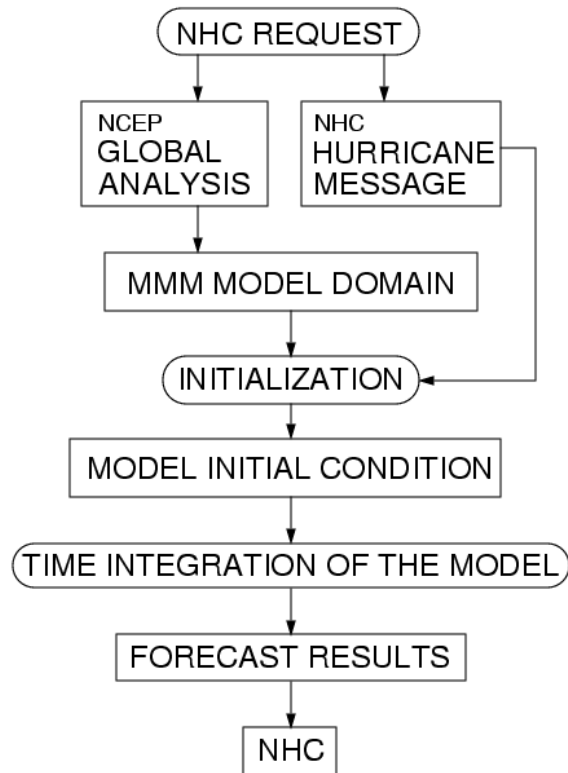 NHC REQUEST
NCEP
GLOBAL
ANALYSIS
NHC
HURRICANE
MESSAGE
MMM MODEL DOMAIN
INITIALIZATION
MODEL INITIAL CONDITION
TIME INTEGRATION OF THE MODEL
FORECAST RESULTS
NHC